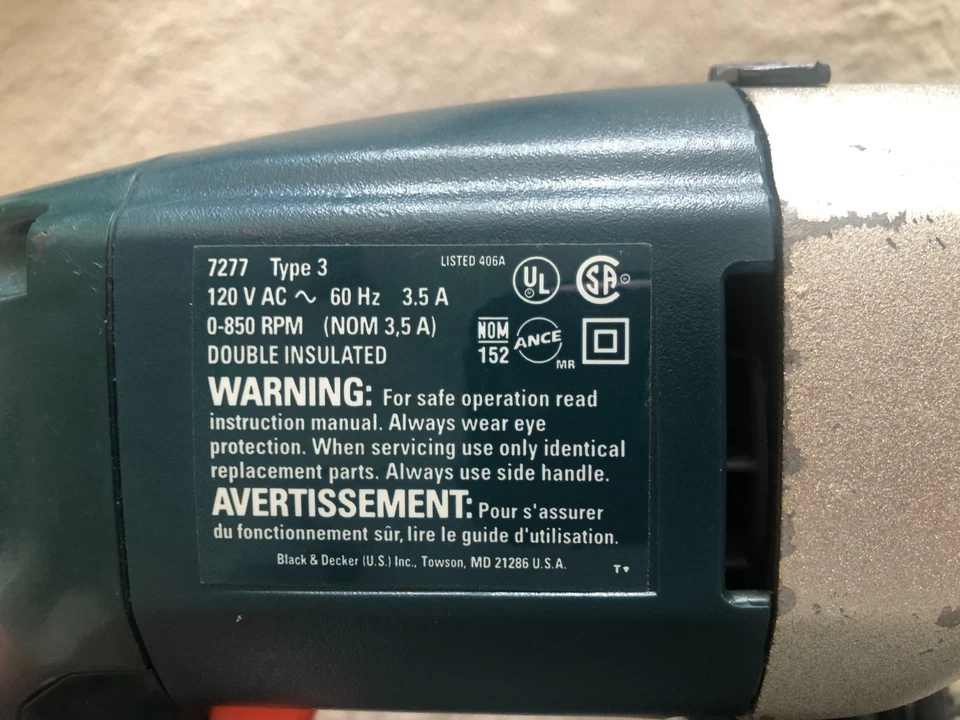 7277 Type 3 LISTED 406A UL SA
120 V AC ~ 60 Hz 3.5 A
0-850 RPM (NOM 3,5 A) NOM ANCE
DOUBLE INSULATED 152 MR
WARNING: For safe operation read
instruction manual. Always wear eye
protection. When servicing use only identical
replacement parts. Always use side handle.
AVERTISSEMENT: Pour s'assurer
du fonctionnement sûr, lire le guide d'utilisation.
Black & Decker (U.S.) Inc., Towson, MD 21286 U.S.A.
T